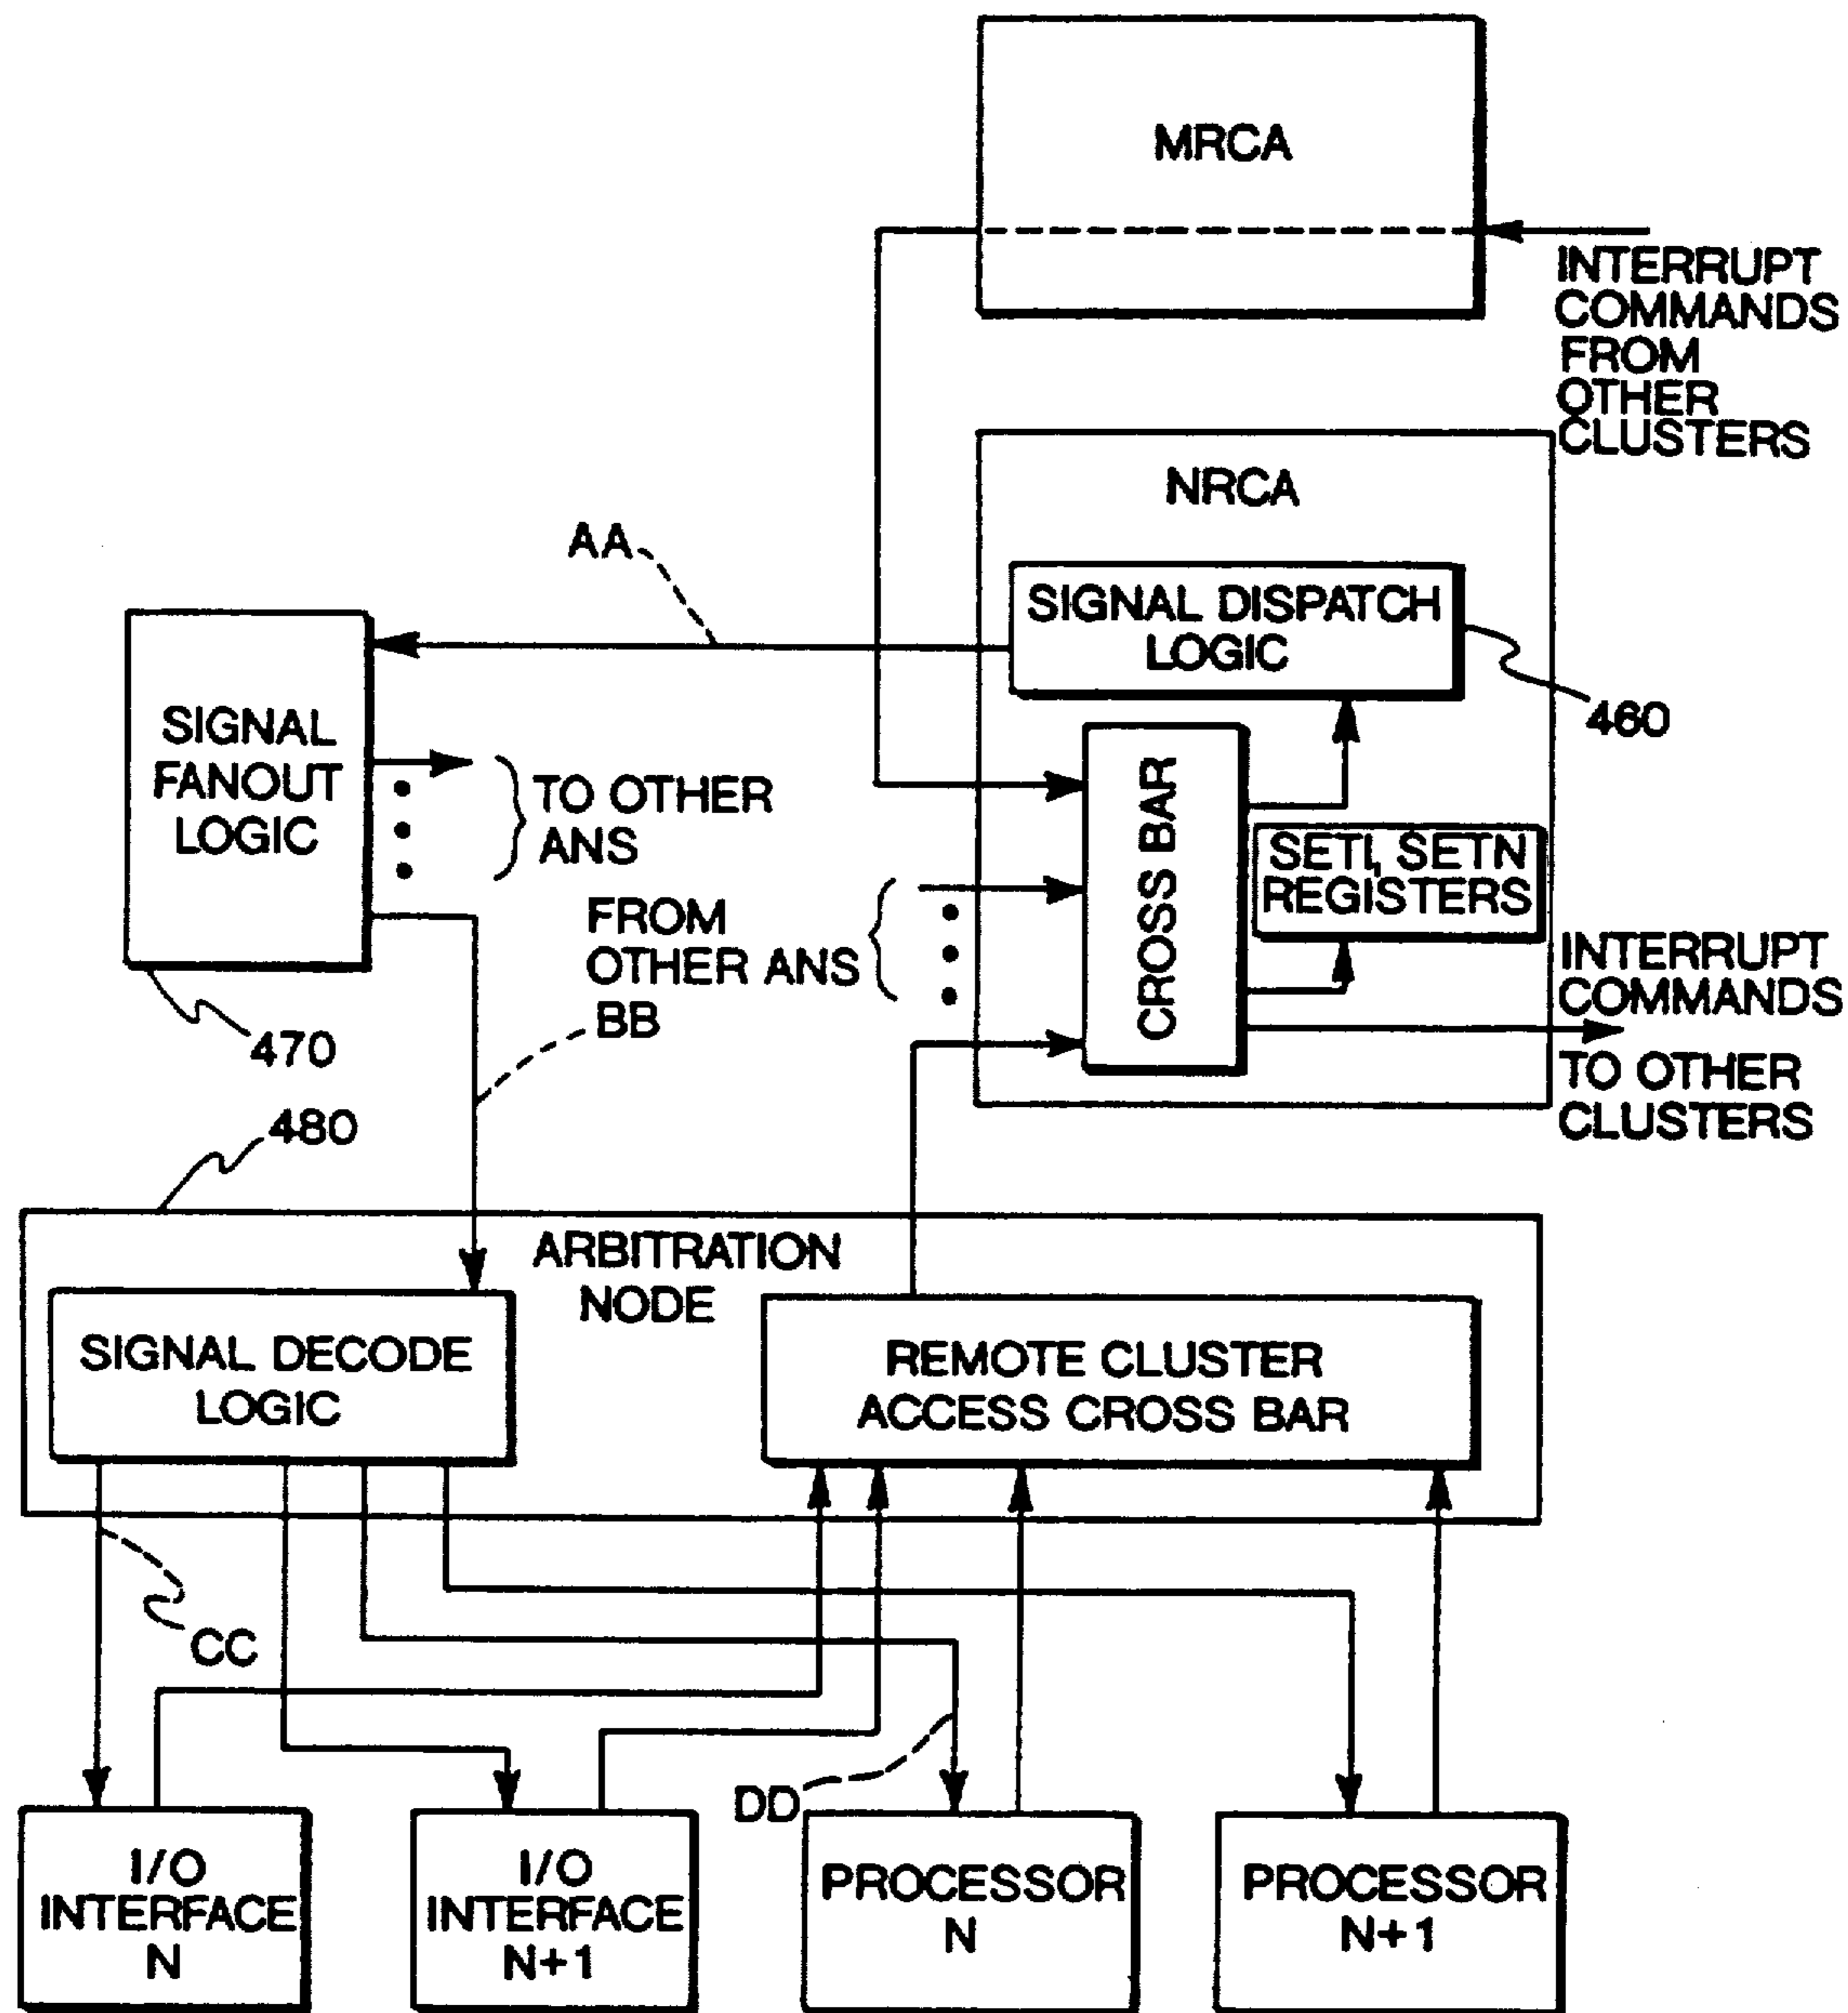 MRCA
INTERRUPT
COMMANDS
FROM
OTHER
CLUSTERS
NRCA
AA
SIGNAL DISPATCH
LOGIC
460
SIGNAL
FANOUT
LOGIC
TO OTHER
ANS
CROSS BAR
SETI, SETN
REGISTERS
FROM
OTHER ANS
BB
INTERRUPT
COMMANDS
TO OTHER
CLUSTERS
470
480
ARBITRATION
NODE
SIGNAL DECODE
LOGIC
REMOTE CLUSTER
ACCESS CROSS BAR
CC
DD
I/O
INTERFACE
N
I/O
INTERFACE
N+1
PROCESSOR
N
PROCESSOR
N+1